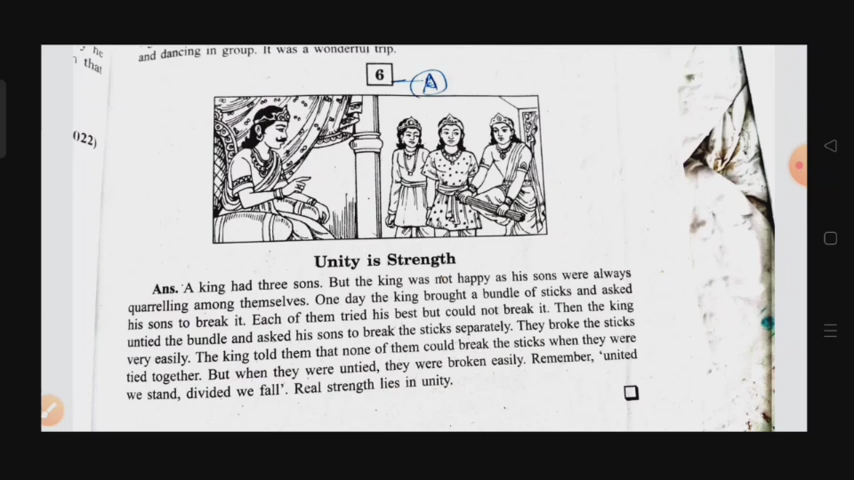 y he
n that
022)
and dancing in group. It was a wonderful trip.
6
A
Unity is Strength
Ans. A king had three sons. But the king was not happy as his sons were always
quarrelling among themselves. One day the king brought a bundle of sticks and asked
his sons to break it. Each of them tried his best but could not break it. Then the king
untied the bundle and asked his sons to break the sticks separately. They broke the sticks
very easily. The king told them that none of them could break the sticks when they were
tied together. But when they were untied, they were broken easily. Remember, 'united
we stand, divided we fall'. Real strength lies in unity.